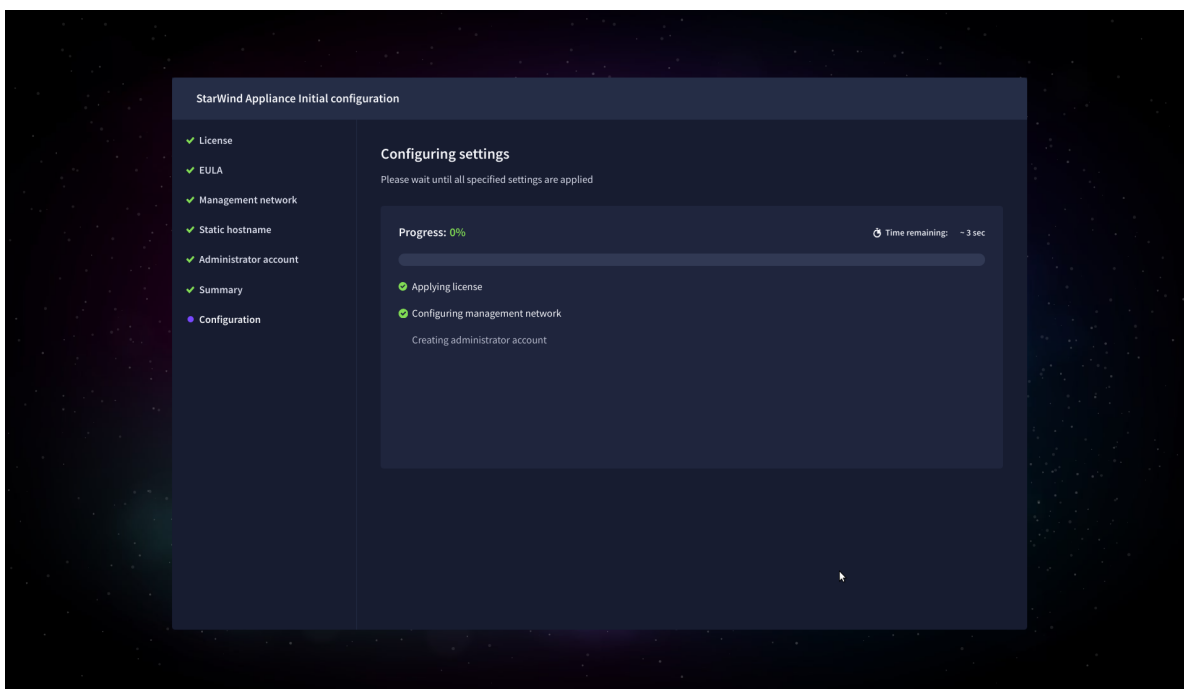 StarWind Appliance Initial configuration
License
EULA
Management network
Static hostname
Administrator account
Summary
Configuration
Configuring settings
Please wait until all specified settings are applied
Progress: 0%
Time remaining: ~ 3 sec
Applying license
Configuring management network
Creating administrator account